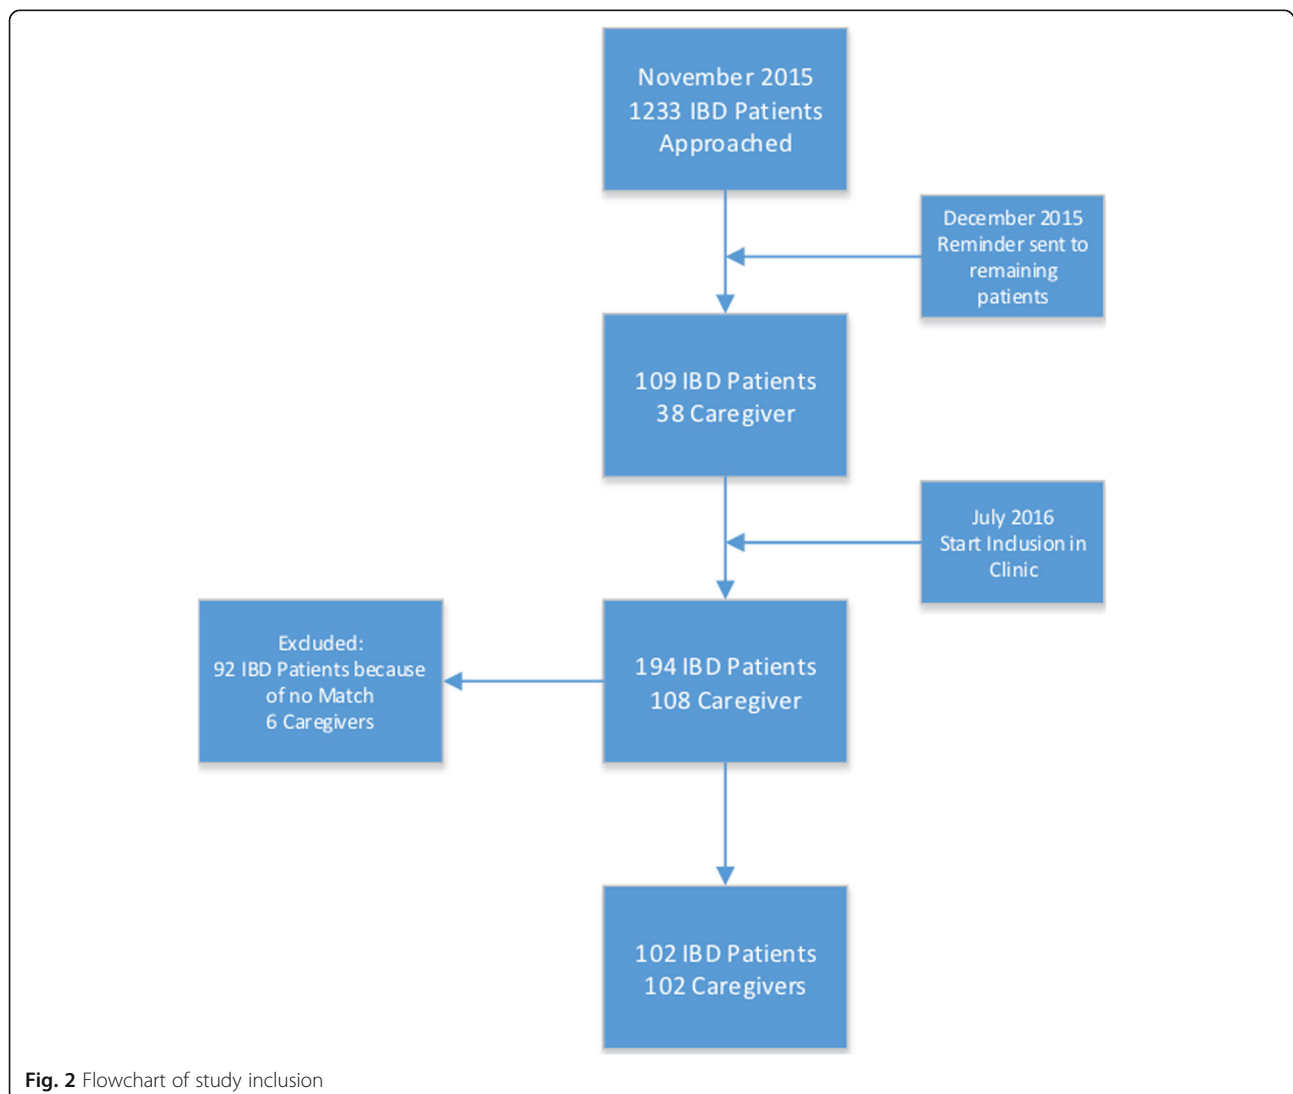 November 2015
1233 IBD Patients
Approached
December 2015
Reminder sent to
remaining
patients
109 IBD Patients
38 Caregiver
July 2016
Start Inclusion in
Clinic
Excluded:
92 IBD Patients because
of no Match
6 Caregivers
194 IBD Patients
108 Caregiver
102 IBD Patients
102 Caregivers
Fig. 2 Flowchart of study inclusion